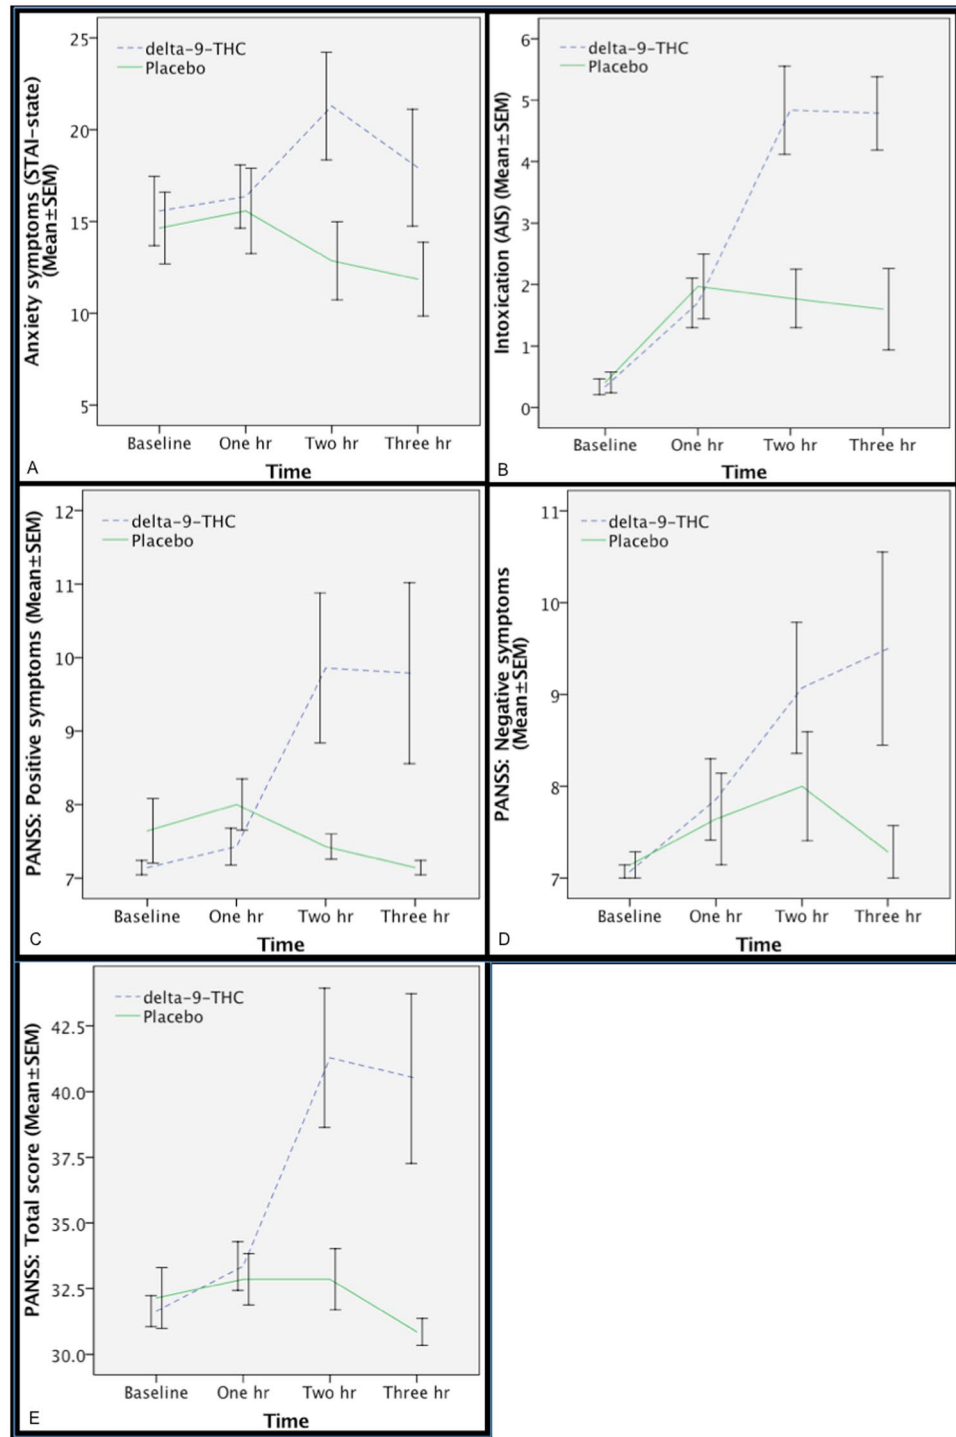 Anxiety symptoms (STAI-state)
(Mean±SEM)
25
20
15
10
5
delta-9-THC
Placebo
Baseline One hr Two hr Three hr
Time
A
Intoxication (AIS) (Mean±SEM)
6
5
4
3
2
1
0
delta-9-THC
Placebo
Baseline One hr Two hr Three hr
Time
B
PANSS: Positive symptoms (Mean±SEM)
12
11
10
9
8
7
delta-9-THC
Placebo
Baseline One hr Two hr Three hr
Time
C
PANSS: Negative symptoms
(Mean±SEM)
11
10
9
8
7
delta-9-THC
Placebo
Baseline One hr Two hr Three hr
Time
D
PANSS: Total score (Mean±SEM)
42.5
40.0
37.5
35.0
32.5
30.0
delta-9-THC
Placebo
Baseline One hr Two hr Three hr
Time
E